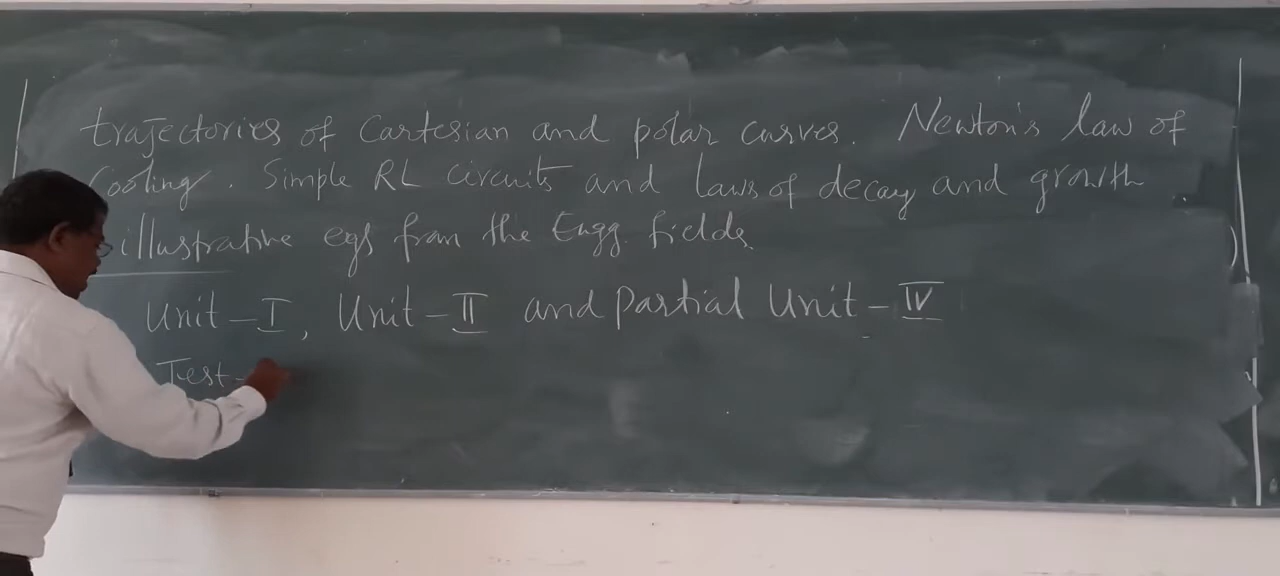 trajectories of Cartesian and polar curves. Newton's law of
Cooling. Simple RL Circuits and laws of decay and growth
illustrative egs from the Engg. fields.
Unit-I, Unit-II and partial Unit-IV
Test-